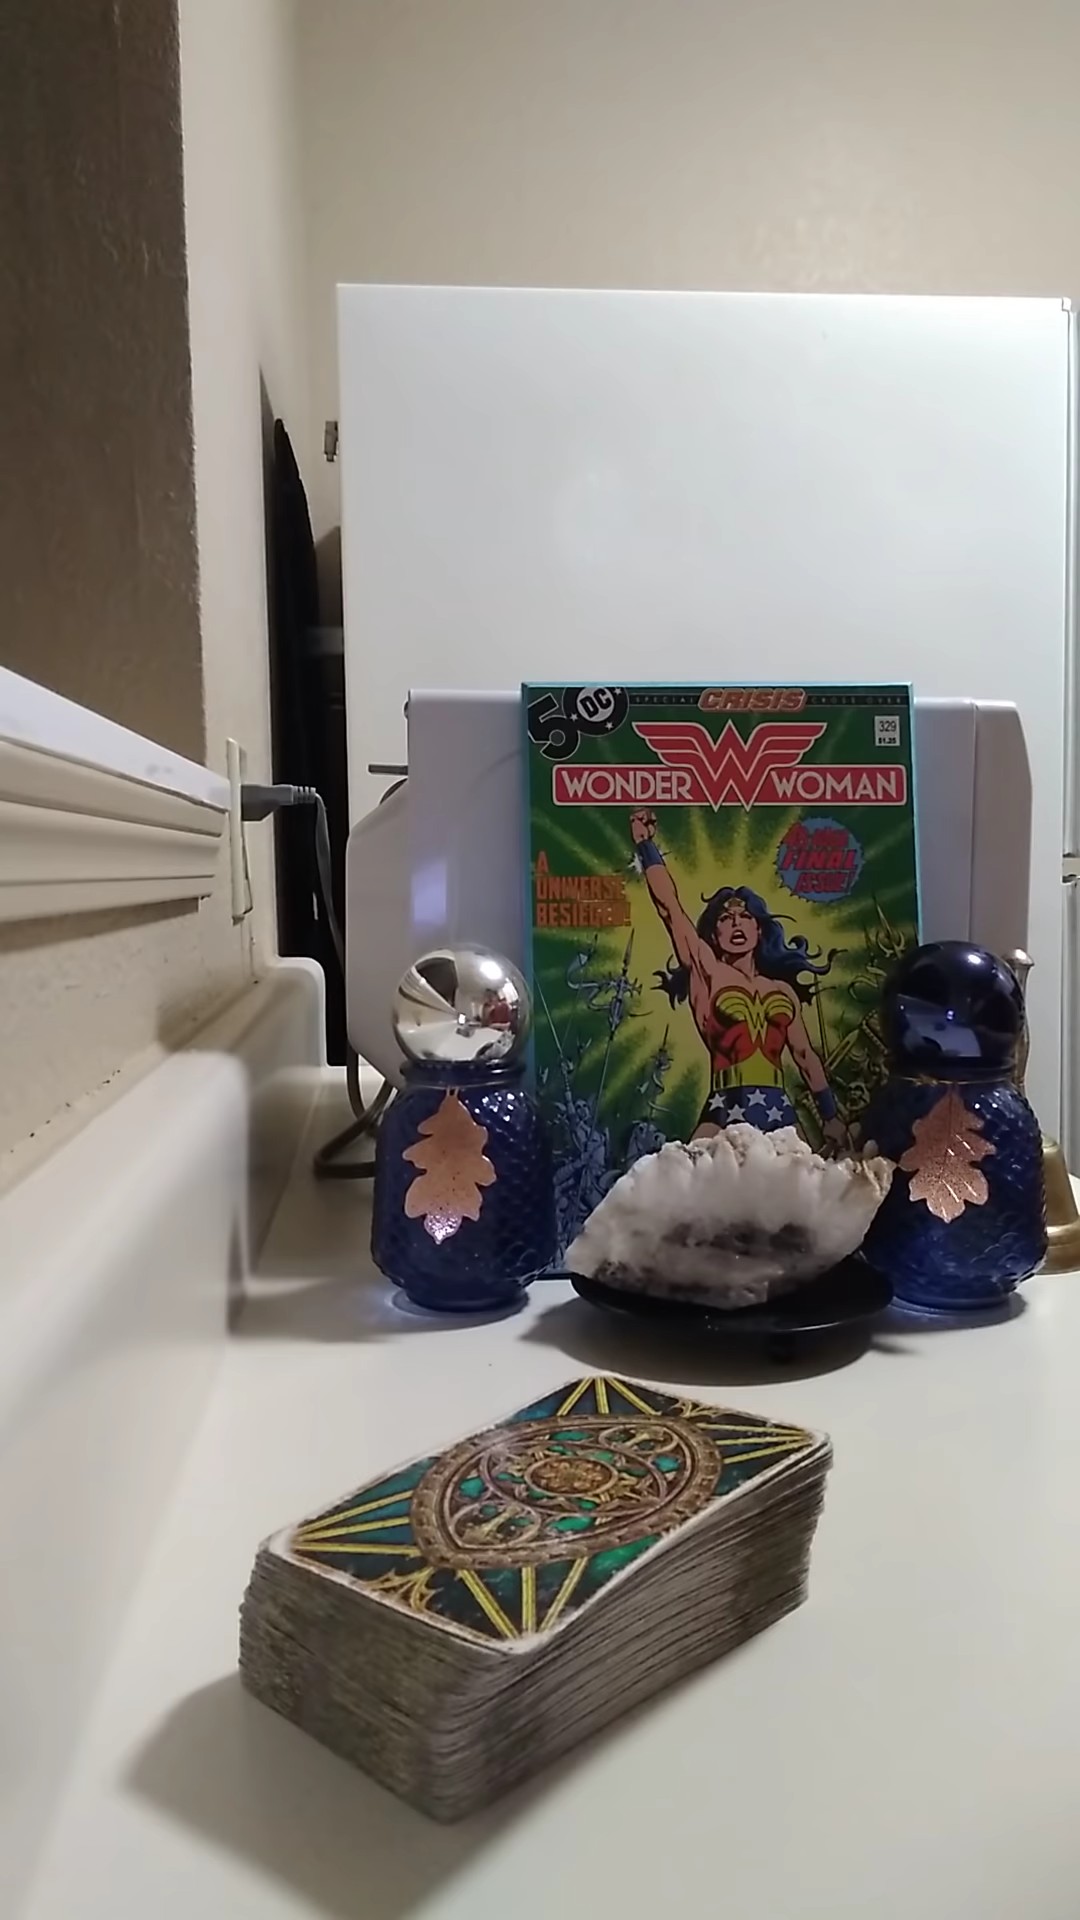 50
DC
SPECIAL CRISIS CROSS-OVER
329
$1.25
WONDER W WOMAN
A
UNIVERSE
BESIEGED!
FINAL
ISSUE!
W